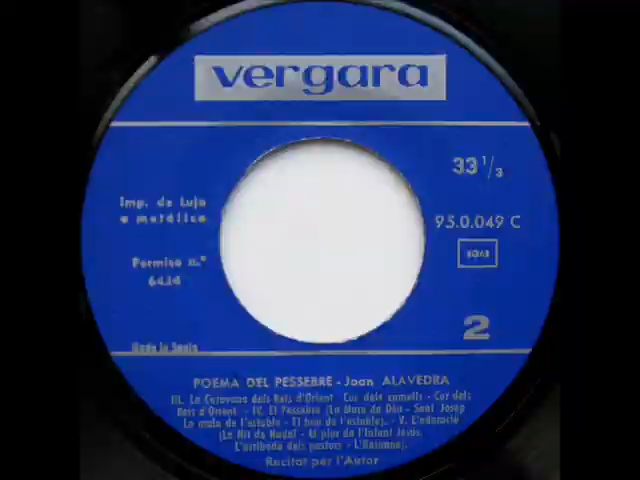 vergara
33 1/3
Imp. de Lujo
e metálico
95.0.049 C
Permiso n.º
6434
2
Made in Spain
POEMA DEL PESSEBRE - Joan ALAVEDRA
III. La Caravana dels Reis d'Orient Cor dels camells - Cor dels
Reis d'Orient - IV. El Pessebre (La Mare de Déu - Sant Josep
La mula de l'estable - El bou de l'estable). - V. L'adoració
(La Nit de Nadal - El plor de l'Infant Jesús
L'arribada dels pastors - L'Hosanna).
Recitat per l'Autor